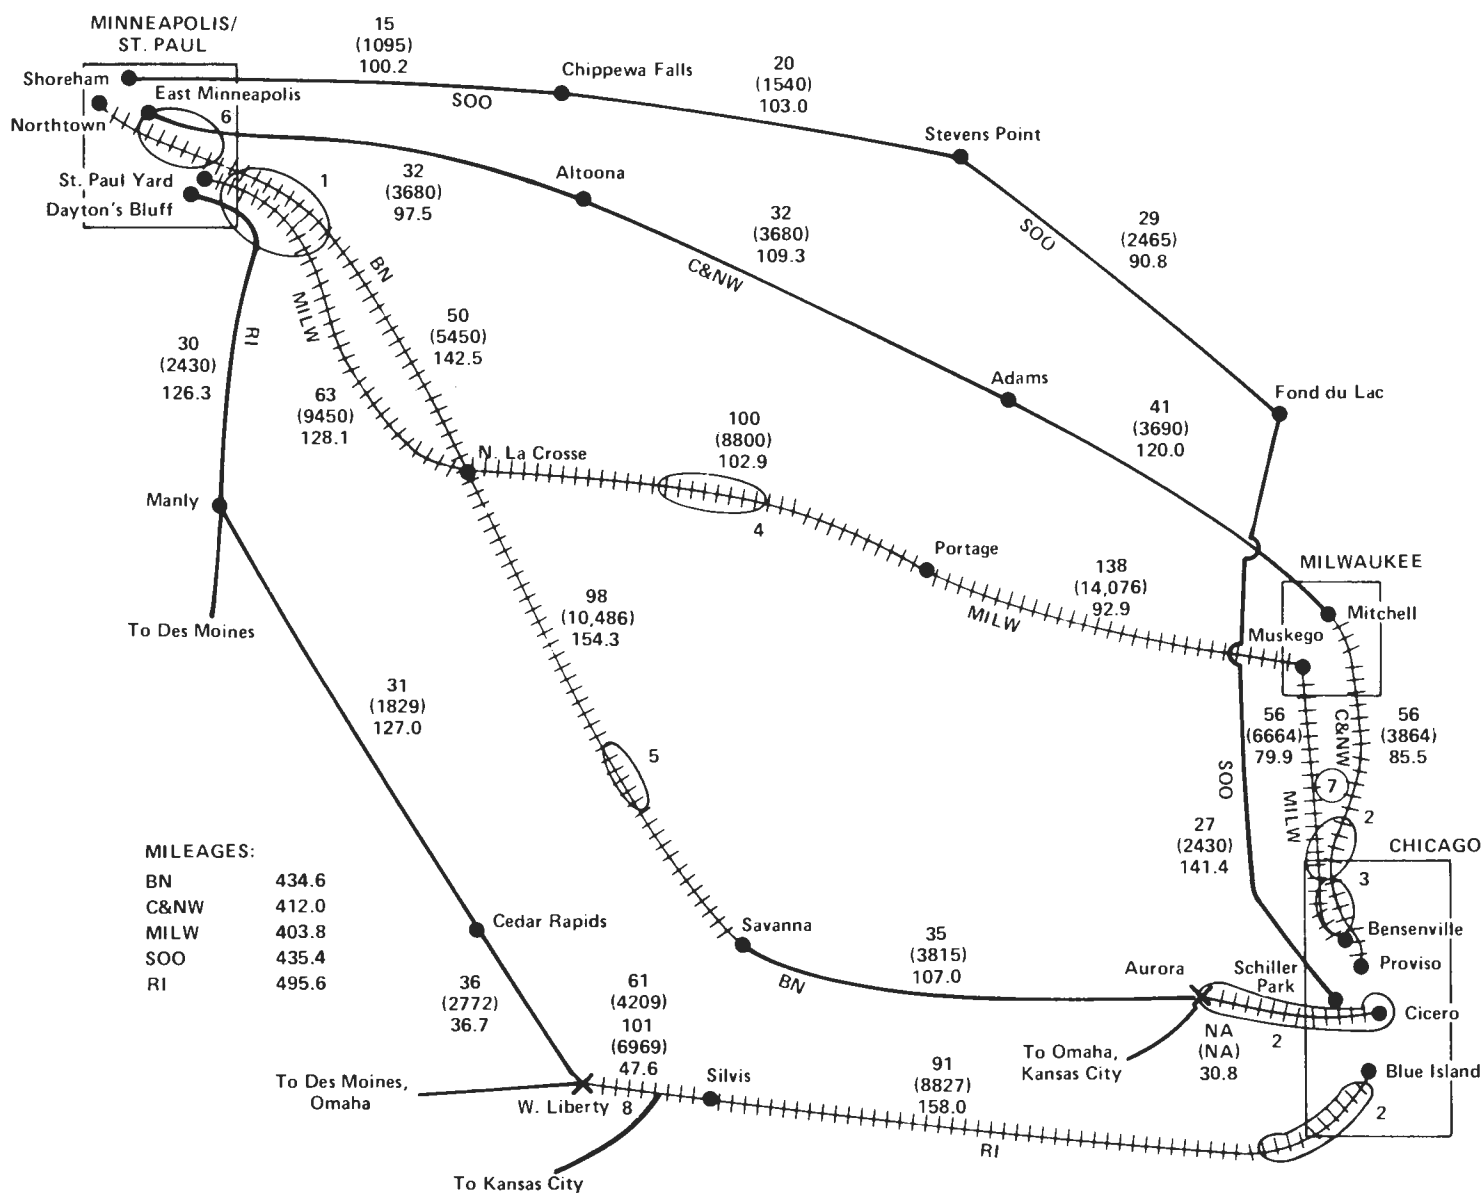 MINNEAPOLIS/
ST. PAUL
Shoreham
East Minneapolis
Northtown
6
St. Paul Yard
Dayton's Bluff
1
15
(1095)
100.2
SOO
Chippewa Falls
20
(1540)
103.0
Stevens Point
29
(2465)
90.8
SOO
Fond du Lac
32
(3680)
97.5
Altoona
32
(3680)
109.3
C&NW
Adams
41
(3690)
120.0
BN
MILW
RI
30
(2430)
126.3
50
(5450)
142.5
63
(9450)
128.1
N. La Crosse
100
(8800)
102.9
4
Portage
138
(14,076)
92.9
MILW
MILWAUKEE
Mitchell
Muskego
Manly
To Des Moines
98
(10,486)
154.3
5
31
(1829)
127.0
56
(6664)
79.9
C&NW
56
(3864)
85.5
7
MILW
2
SOO
27
(2430)
141.4
CHICAGO
3
Bensenville
Proviso
Schiller
Park
Cicero
Blue Island
MILEAGES:
BN 434.6
C&NW 412.0
MILW 403.8
SOO 435.4
RI 495.6
Cedar Rapids
Savanna
BN
35
(3815)
107.0
Aurora
NA
(NA)
30.8
2
To Omaha,
Kansas City
36
(2772)
36.7
61
(4209)
101
(6969)
47.6
To Des Moines,
Omaha
W. Liberty
8
Silvis
91
(8827)
158.0
RI
2
To Kansas City